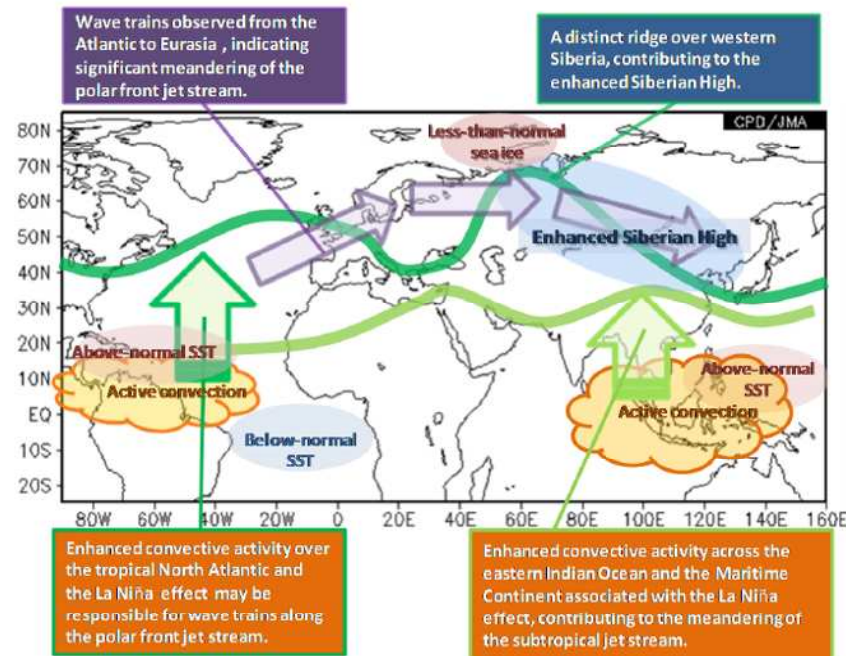 Wave trains observed from the
Atlantic to Eurasia , indicating
significant meandering of the
polar front jet stream.
A distinct ridge over western
Siberia, contributing to the
enhanced Siberian High.
CPD/JMA
80N
70N
60N
50N
40N
30N
20N
10N
EQ
10S
20S
Less-than-normal
sea ice
Enhanced Siberian High
Above-normal SST
Active convection
Below-normal
SST
Above-normal
SST
Active convection
80W
60W
40W
20W
0
20E
40E
60E
80E
100E
120E
140E
160E
Enhanced convective activity over
the tropical North Atlantic and
the La Niña effect may be
responsible for wave trains along
the polar front jet stream.
Enhanced convective activity across the
eastern Indian Ocean and the Maritime
Continent associated with the La Niña
effect, contributing to the meandering of
the subtropical jet stream.